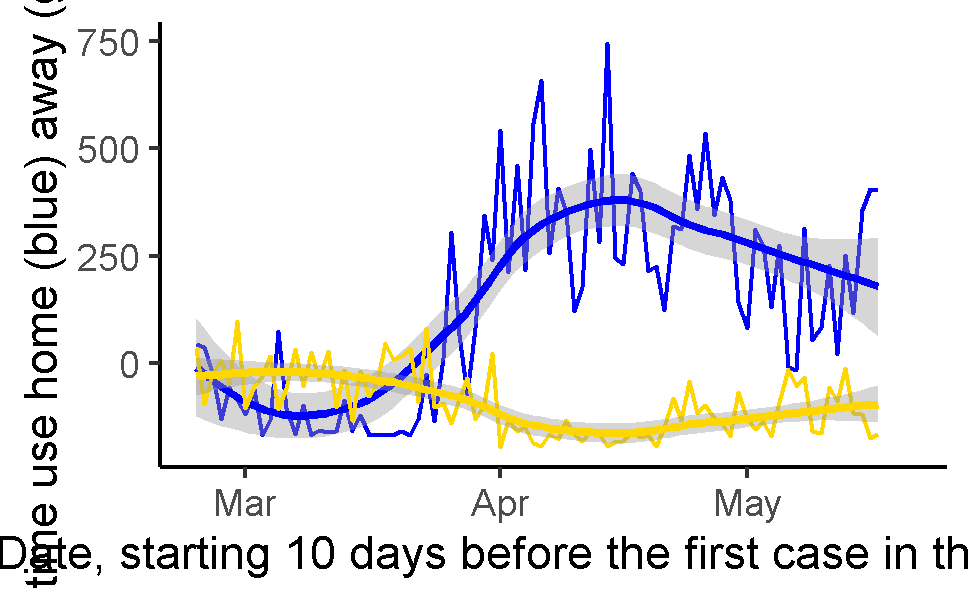 time use home (blue) away (
750
500
250
0
Mar Apr May
Date, starting 10 days before the first case in th